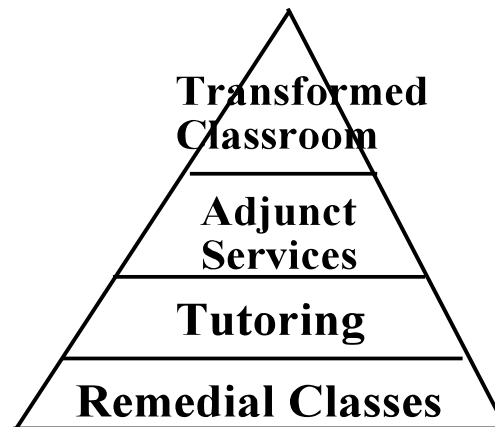 Transformed
Classroom
Adjunct
Services
Tutoring
Remedial Classes